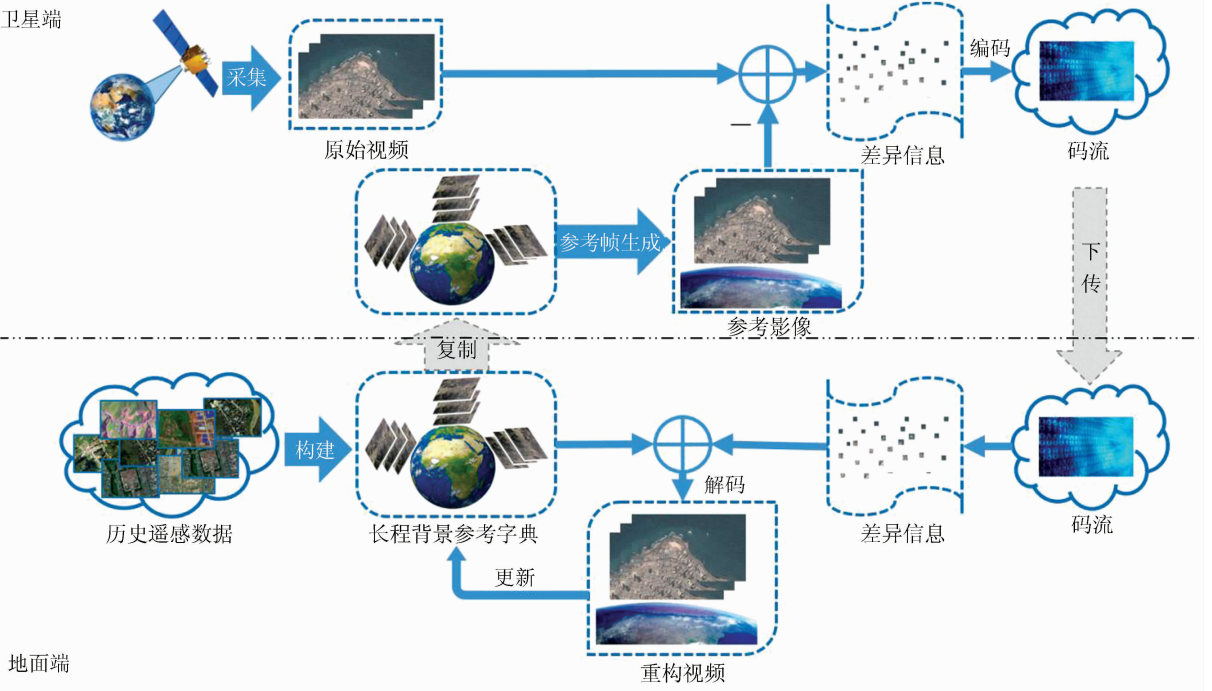 卫星端
采集
原始视频
—
差异信息
编码
码流
参考帧生成
参考影像
下
传
复制
历史遥感数据
构建
长程背景参考字典
解码
差异信息
码流
更新
重构视频
地面端